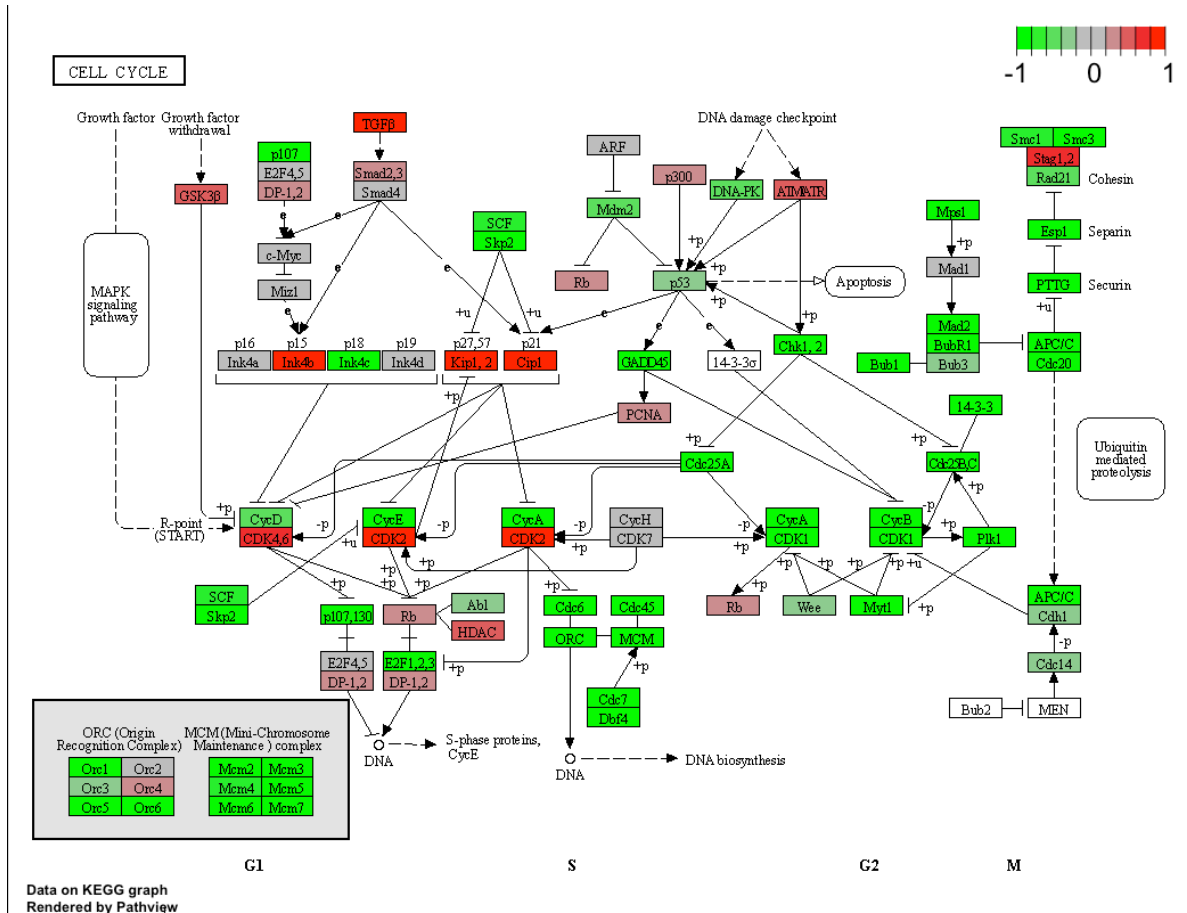 CELL CYCLE
-1 0 1
Growth factor
Growth factor
withdrawal
TGFβ
DNA damage checkpoint
p107
E2F4,5
DP-1,2
Smad2,3
Smad4
ARF
p300
DNA-PK
ATM/ATR
Smc1
Smc3
Stag1,2
Rad21
Cohesin
GSK3β
Mdm2
Mps1
Esp1
Separin
SCF
Skp2
e
e
e
+p
+p
+p
+p
c-Myc
Miz1
e
e
e
Rb
p53
Apoptosis
Mad1
PTTG
Securin
MAPK
signaling
pathway
+u
+u
e
e
e
+p
+p
+u
p16
p15
p18
p19
p27,57
p21
Ink4a
Ink4b
Ink4c
Ink4d
Kip1, 2
Cip1
GADD45
14-3-3σ
Chk1, 2
Mad2
BubR1
Bub1
Bub3
APC/C
Cdc20
+p
PCNA
14-3-3
+p
+p
Cdc25A
Cdc25B,C
Ubiquitin
mediated
proteolysis
R-point
(START)
+p
CycD
CDK4,6
-p
CycE
CDK2
-p
CycA
CDK2
-p
+p
CycH
CDK7
-p
+p
CycA
CDK1
CycB
CDK1
-p
+p
+p
Plk1
+u
+p
+p
+p
+p
+p
+p
+p
+p
+u
+p
SCF
Skp2
p107,130
Rb
Abl
HDAC
Cdc6
Cdc45
ORC
MCM
Rb
Wee
Myt1
APC/C
Cdh1
-p
E2F4,5
DP-1,2
E2F1,2,3
DP-1,2
+p
+p
Cdc7
Dbf4
Cdc14
Bub2
MEN
ORC (Origin
Recognition Complex)
MCM (Mini-Chromosome
Maintenance ) complex
Orc1
Orc2
Mcm2
Mcm3
Orc3
Orc4
Mcm4
Mcm5
Orc5
Orc6
Mcm6
Mcm7
DNA
S-phase proteins,
CycE
DNA
DNA biosynthesis
G1
S
G2
M
Data on KEGG graph
Rendered by Pathview